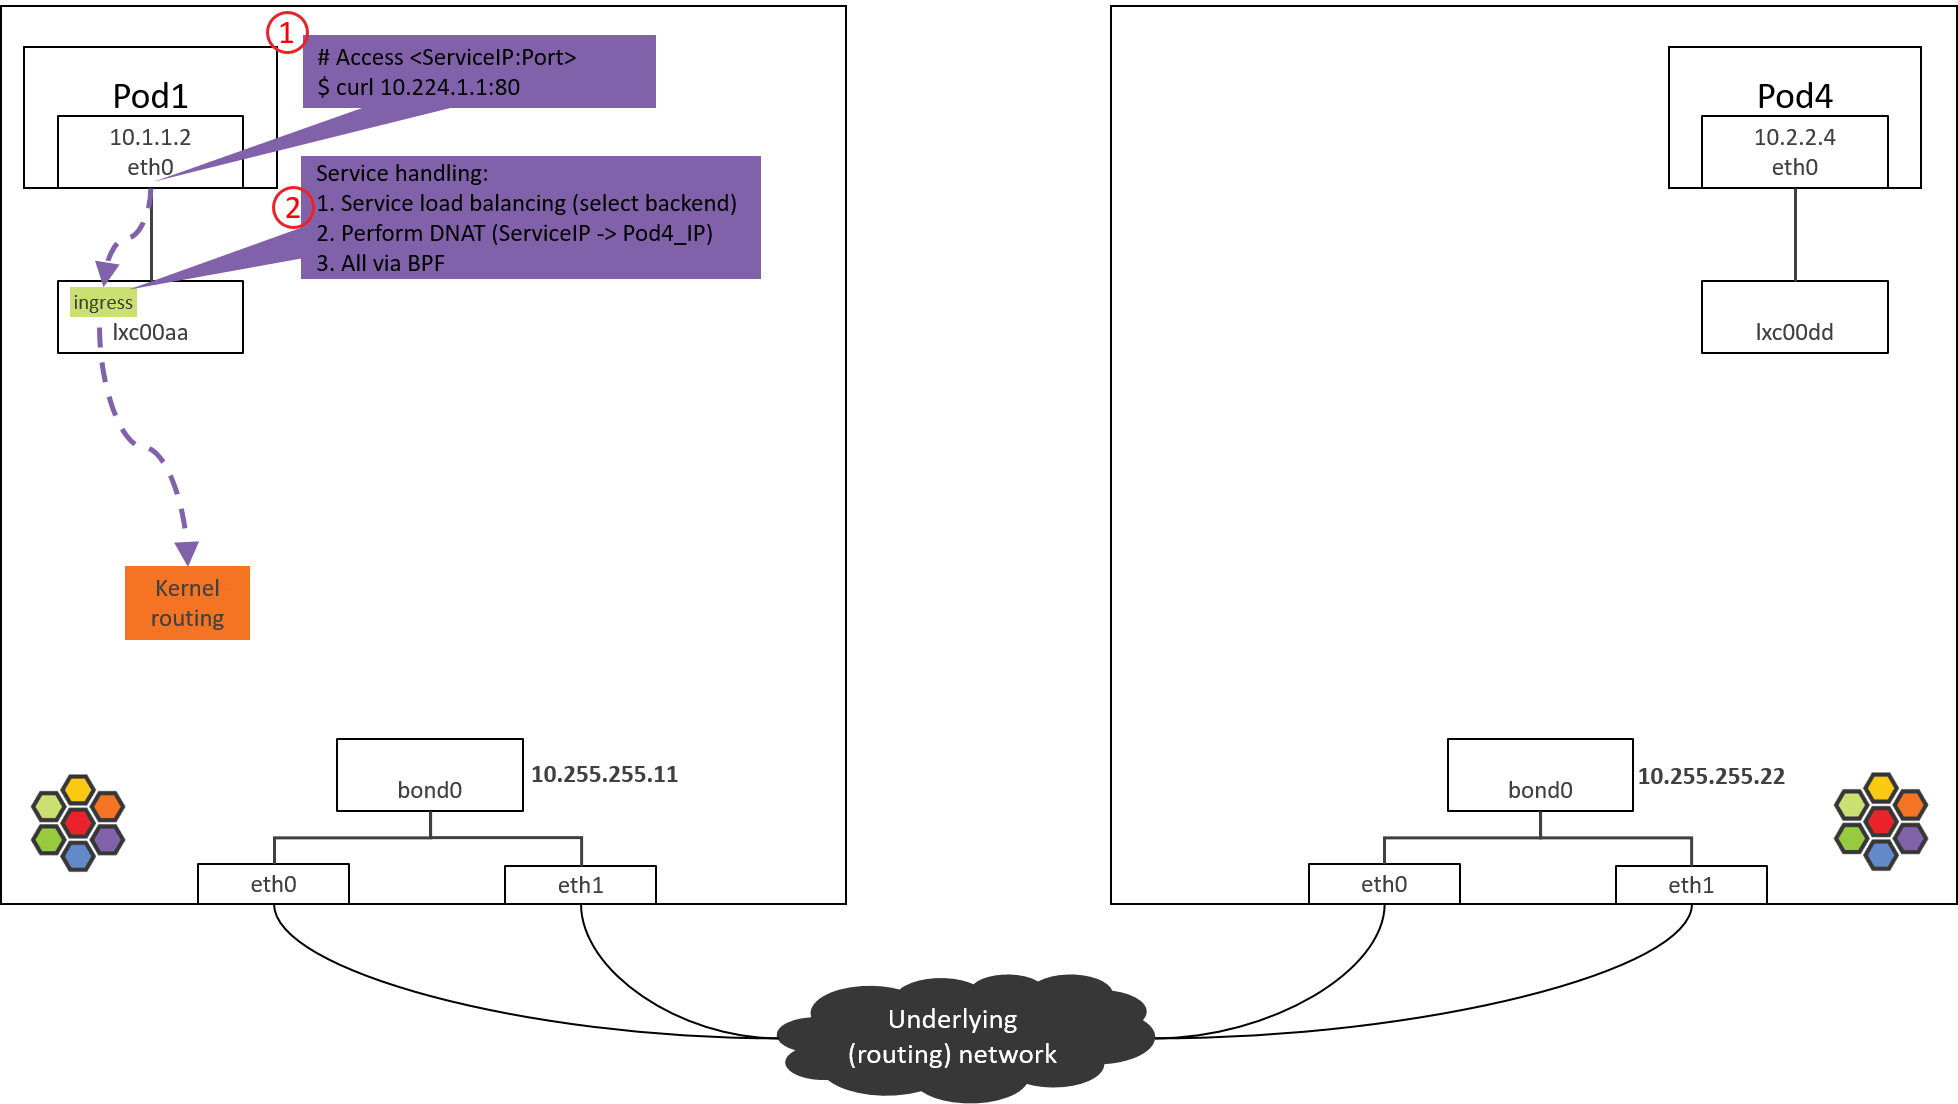 1
# Access <ServiceIP:Port>
$ curl 10.224.1.1:80
Pod1
10.1.1.2
eth0
2
Service handling:
1. Service load balancing (select backend)
2. Perform DNAT (ServiceIP -> Pod4_IP)
3. All via BPF
ingress
lxc00aa
Kernel
routing
bond0
10.255.255.11
eth0
eth1
Pod4
10.2.2.4
eth0
lxc00dd
bond0
10.255.255.22
eth0
eth1
Underlying
(routing) network